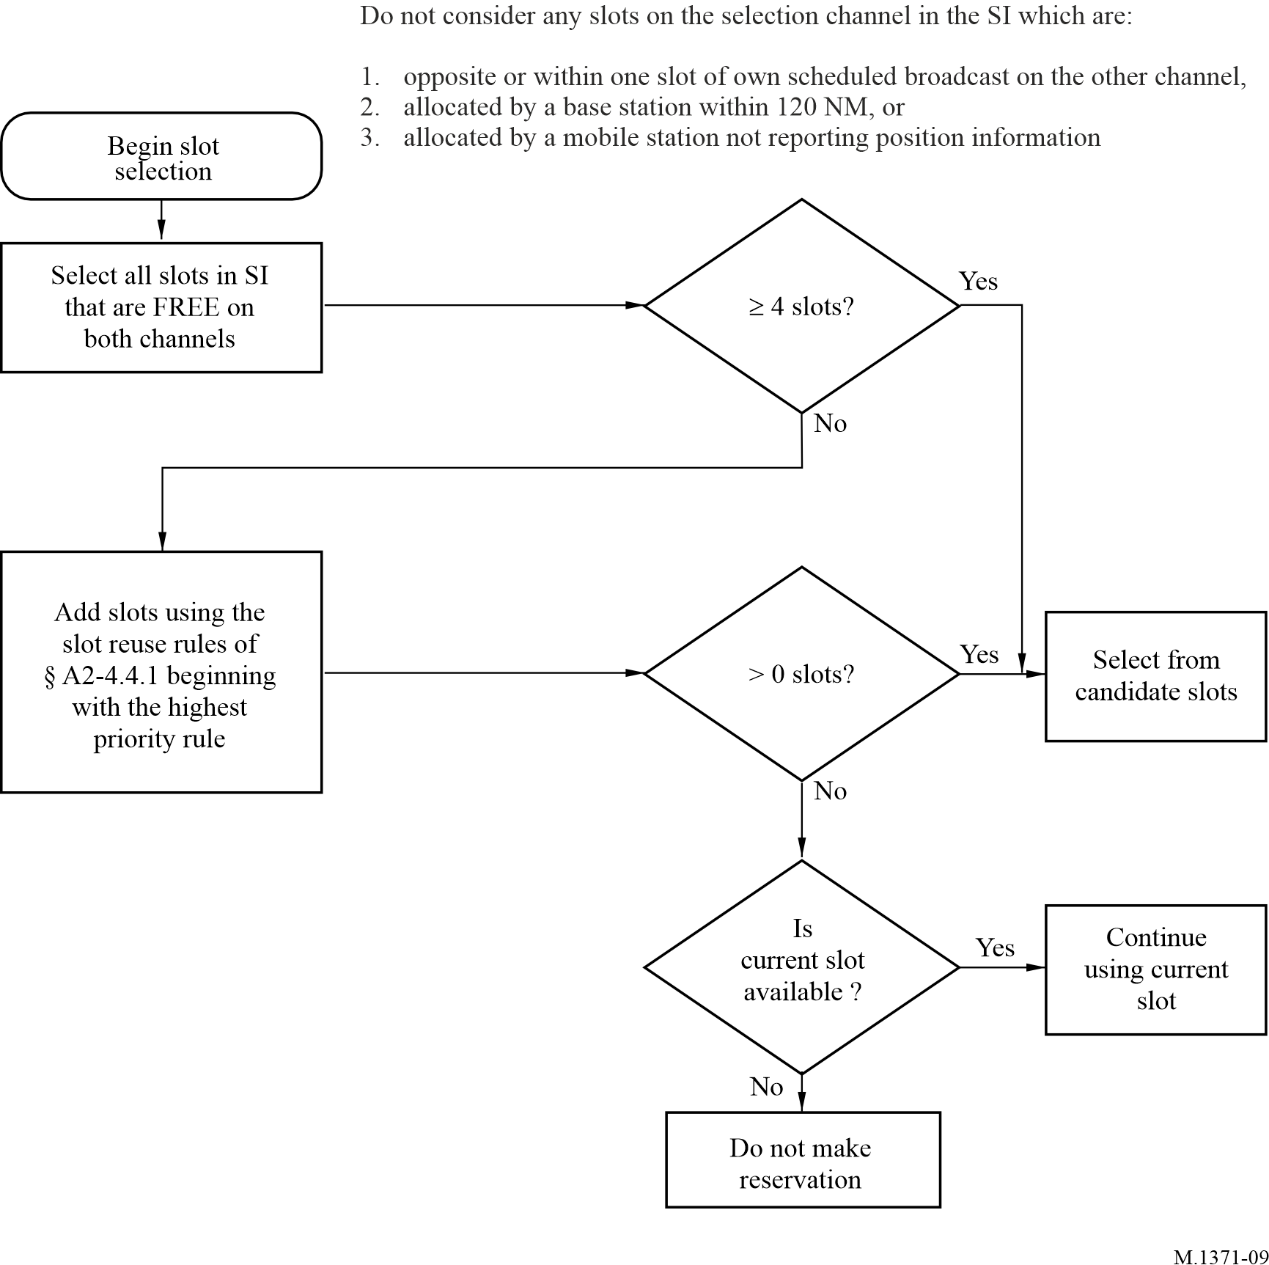 Do not consider any slots on the selection channel in the SI which are:
1. opposite or within one slot of own scheduled broadcast on the other channel,
2. allocated by a base station within 120 NM, or
3. allocated by a mobile station not reporting position information
Begin slot
selection
Select all slots in SI
that are FREE on
both channels
≥ 4 slots?
Yes
No
Add slots using the
slot reuse rules of
§ A2-4.4.1 beginning
with the highest
priority rule
> 0 slots?
Yes
Select from
candidate slots
No
Is
current slot
available ?
Yes
Continue
using current
slot
No
Do not make
reservation
M.1371-09